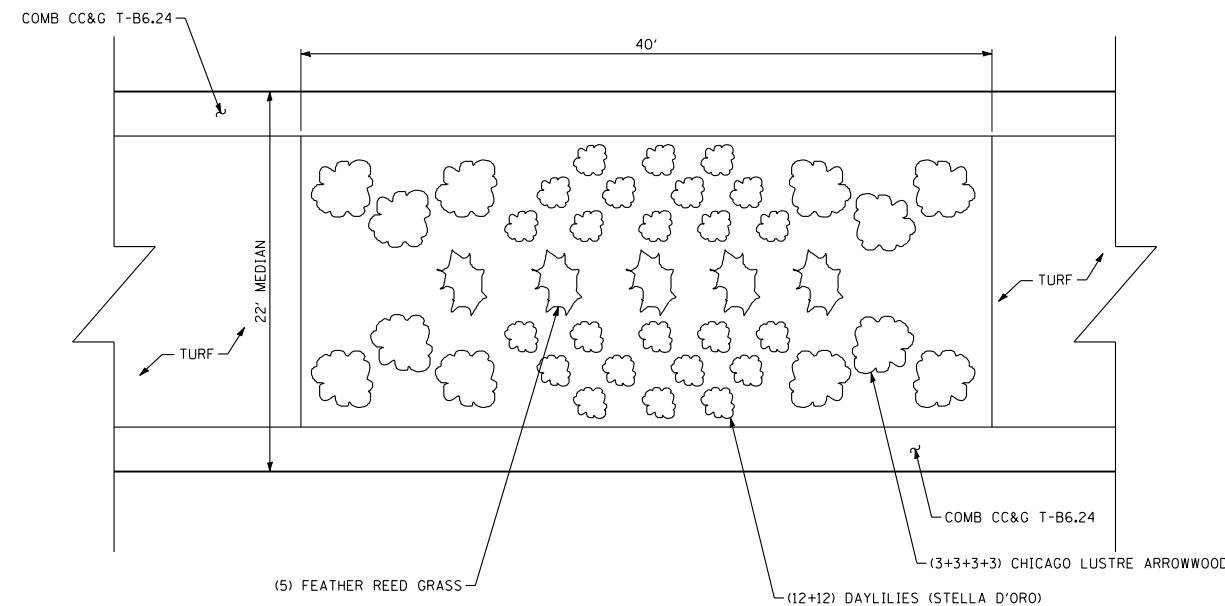 COMB CC&G T-B6.24
40'
22' MEDIAN
TURF
TURF
COMB CC&G T-B6.24
(3+3+3+3) CHICAGO LUSTRE ARROWWOOD
(5) FEATHER REED GRASS
(12+12) DAYLILIES (STELLA D'ORO)